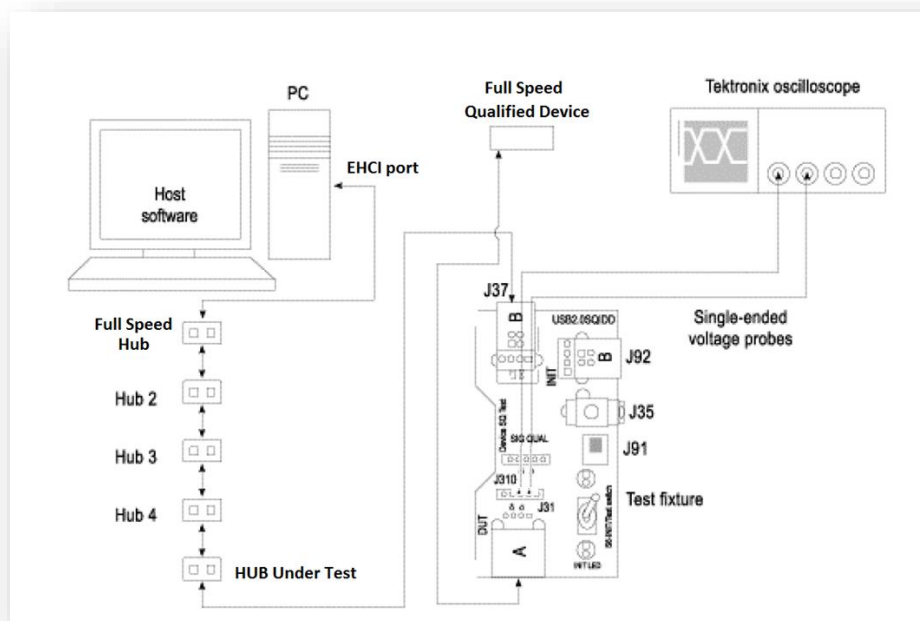 PC
Full Speed
Qualified Device
Tektronix oscilloscope
EHCI port
Host
software
J37
B
USB2.0SQIDD
Single-ended
voltage probes
Full Speed
Hub
INIT
B
J92
Hub 2
J35
Device SQ Test
SIG QUAL
J91
Hub 3
J310
Test fixture
Hub 4
J31
DUT
A
INIT LED
HUB Under Test